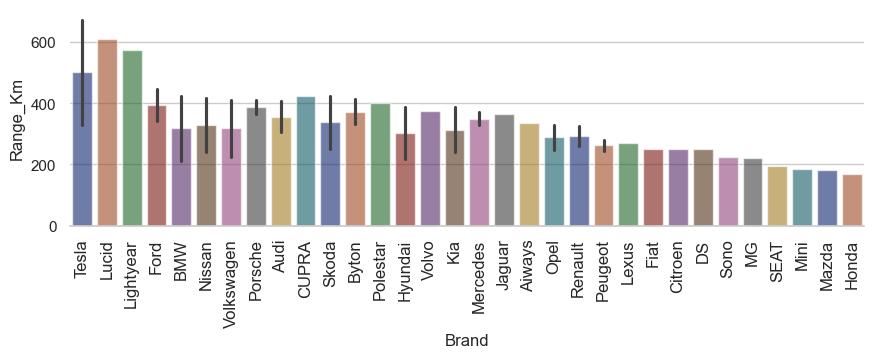 Range_Km
600
400
200
0
Tesla
Lucid
Lightyear
Ford
BMW
Nissan
Volkswagen
Porsche
Audi
CUPRA
Skoda
Byton
Polestar
Hyundai
Volvo
Kia
Mercedes
Jaguar
Aiways
Opel
Renault
Peugeot
Lexus
Fiat
Citroen
DS
Sono
MG
SEAT
Mini
Mazda
Honda
Brand